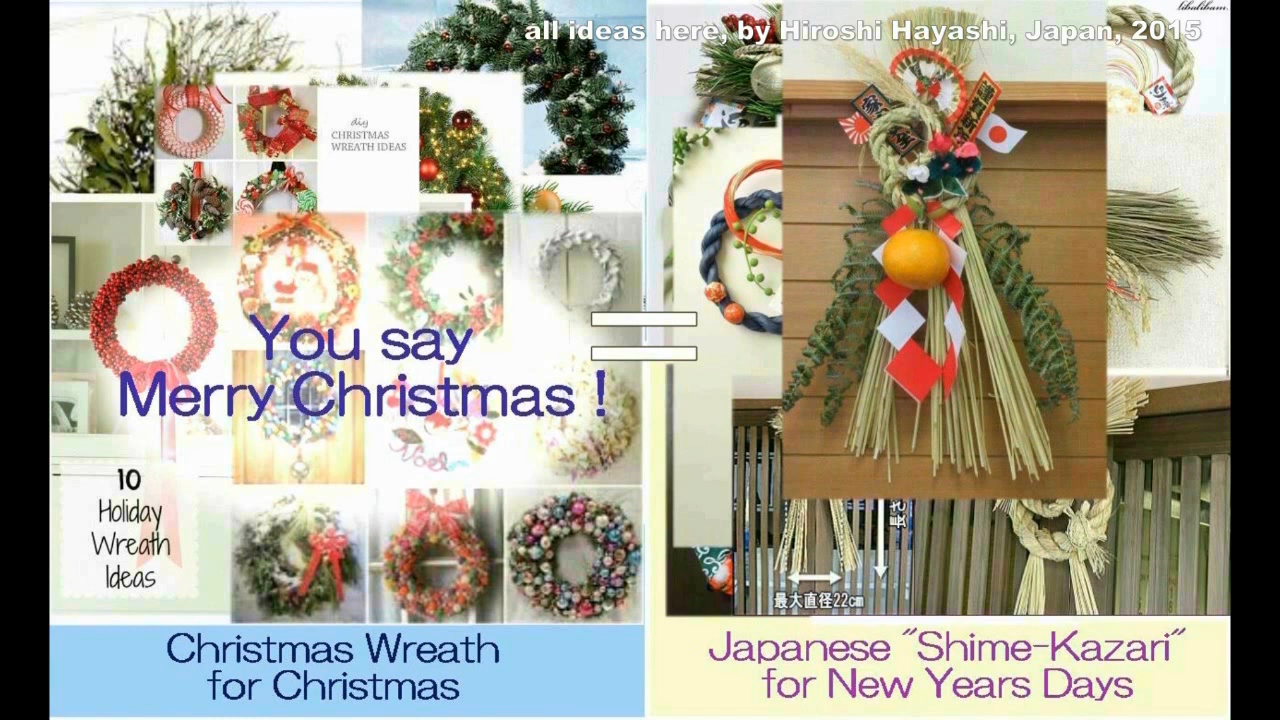 all ideas here, by Hiroshi Hayashi, Japan, 2015
libalibam.
diy
CHRISTMAS
WREATH IDEAS
You say
Merry Christmas !
=
Noel
10
Holiday
Wreath
Ideas
最大直径22cm
Christmas Wreath
for Christmas
Japanese "Shime-Kazari"
for New Years Days